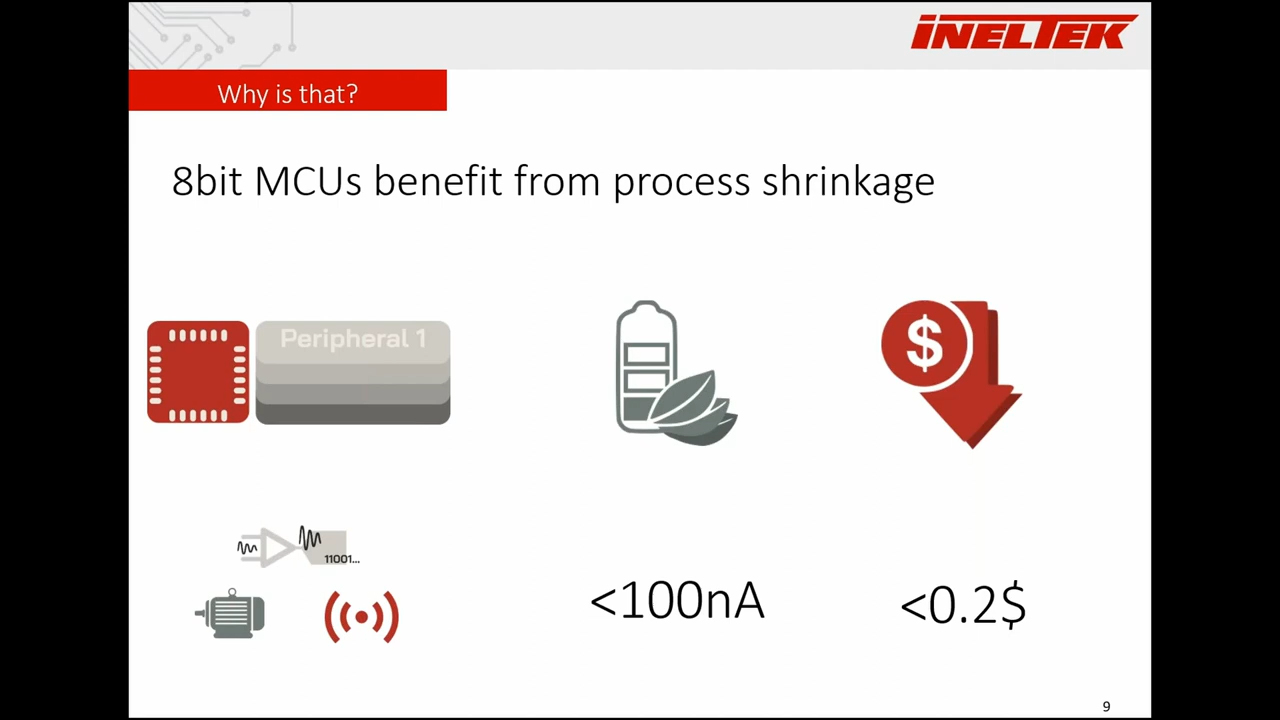 INELTEK
Why is that?
8bit MCUs benefit from process shrinkage
Peripheral 1
$
11001...
<100nA
<0.2$
9